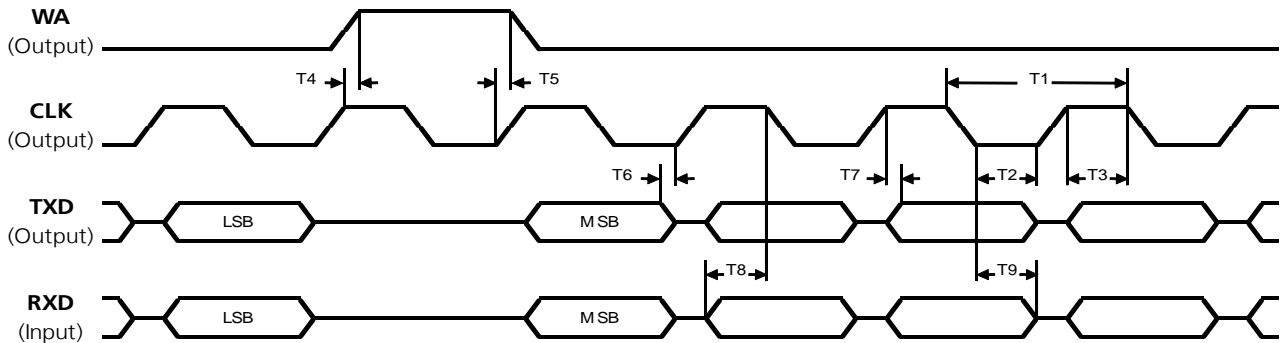 WA
(Output)
T4
T5
T1
CLK
(Output)
T6
T7
T2
T3
TXD
(Output)
LSB
MSB
T8
T9
RXD
(Input)
LSB
MSB